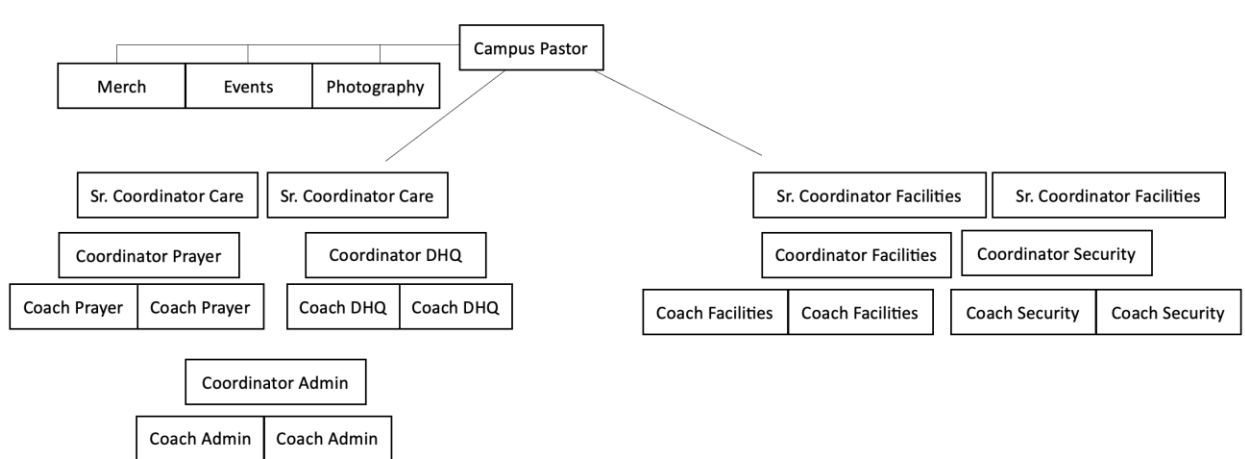 Campus Pastor
Merch
Events
Photography
Sr. Coordinator Care
Sr. Coordinator Care
Sr. Coordinator Facilities
Sr. Coordinator Facilities
Coordinator Prayer
Coordinator DHQ
Coordinator Facilities
Coordinator Security
Coach Prayer
Coach Prayer
Coach DHQ
Coach DHQ
Coach Facilities
Coach Facilities
Coach Security
Coach Security
Coordinator Admin
Coach Admin
Coach Admin